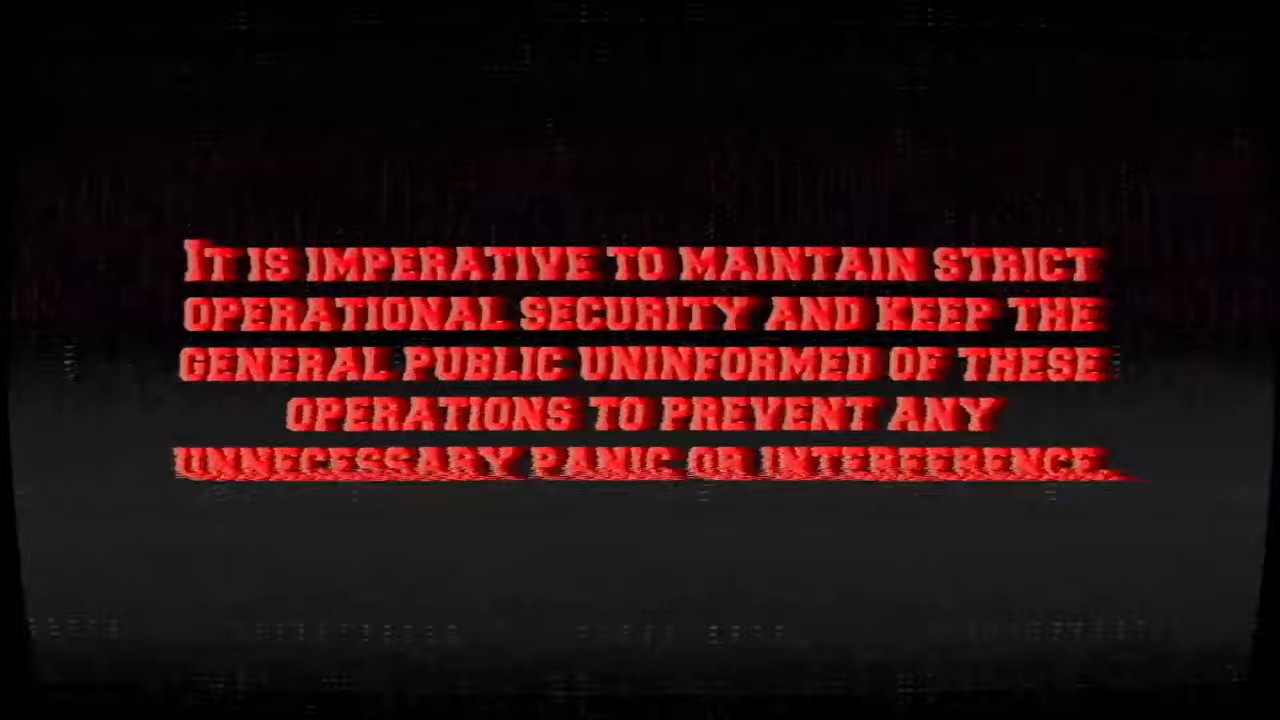 It is imperative to maintain strict
operational security and keep the
general public uninformed of these
operations to prevent any
unnecessary panic or interference.